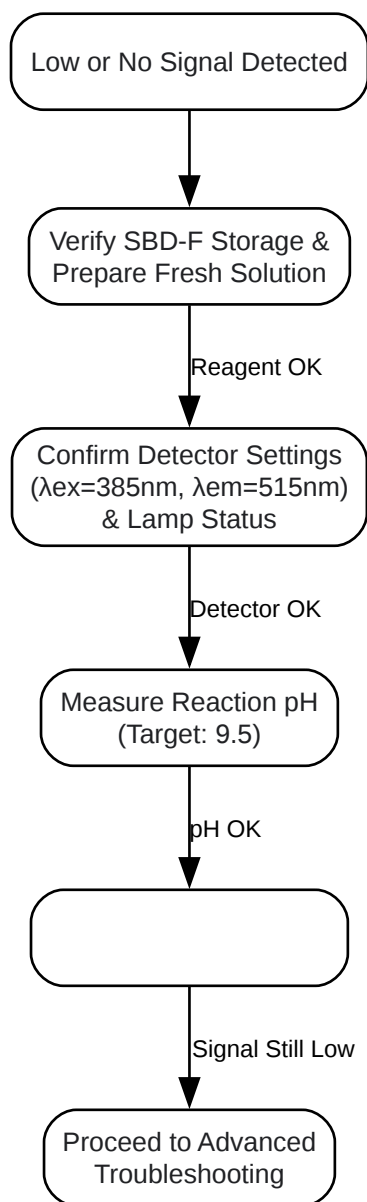 Low or No Signal Detected
Verify SBD-F Storage &
Prepare Fresh Solution
Reagent OK
Confirm Detector Settings
(λex=385nm, λem=515nm)
& Lamp Status
Detector OK
Measure Reaction pH
(Target: 9.5)
pH OK
Signal Still Low
Proceed to Advanced
Troubleshooting